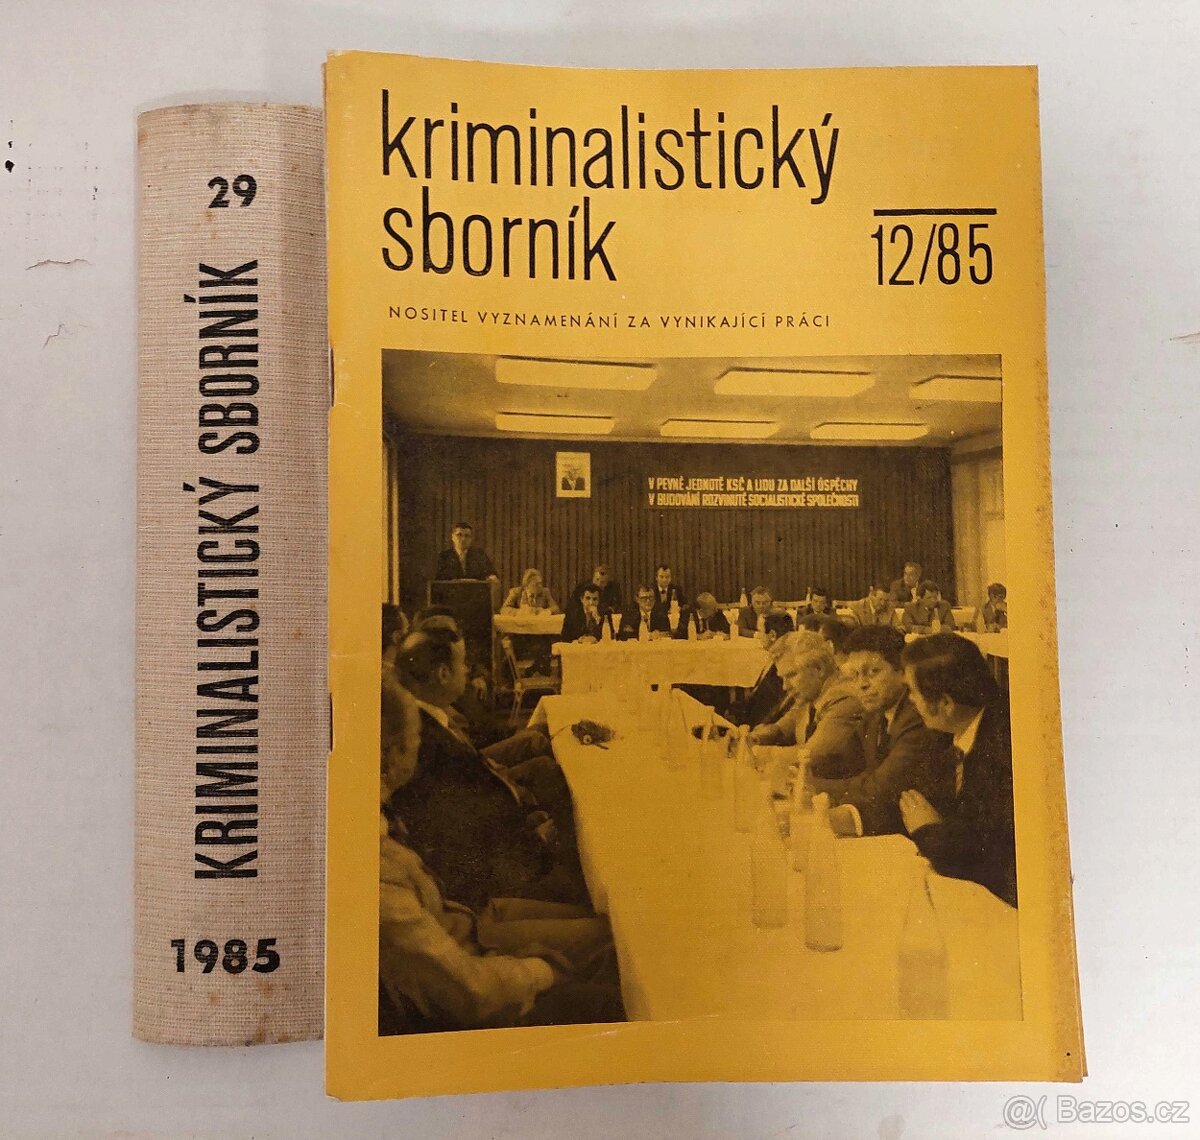 29
KRIMINALISTICKÝ SBORNÍK
1985
kriminalistický
sborník
12/85
NOSITEL VYZNAMENÁNÍ ZA VYNIKAJÍCÍ PRÁCI
V PEVNÉ JEDNOTĚ KSČ A LIDU ZA DALŠÍ ÚSPĚCHY
V BUDOVÁNÍ ROZVINUTÉ SOCIALISTICKÉ SPOLEČNOSTI
@( Bazos.cz